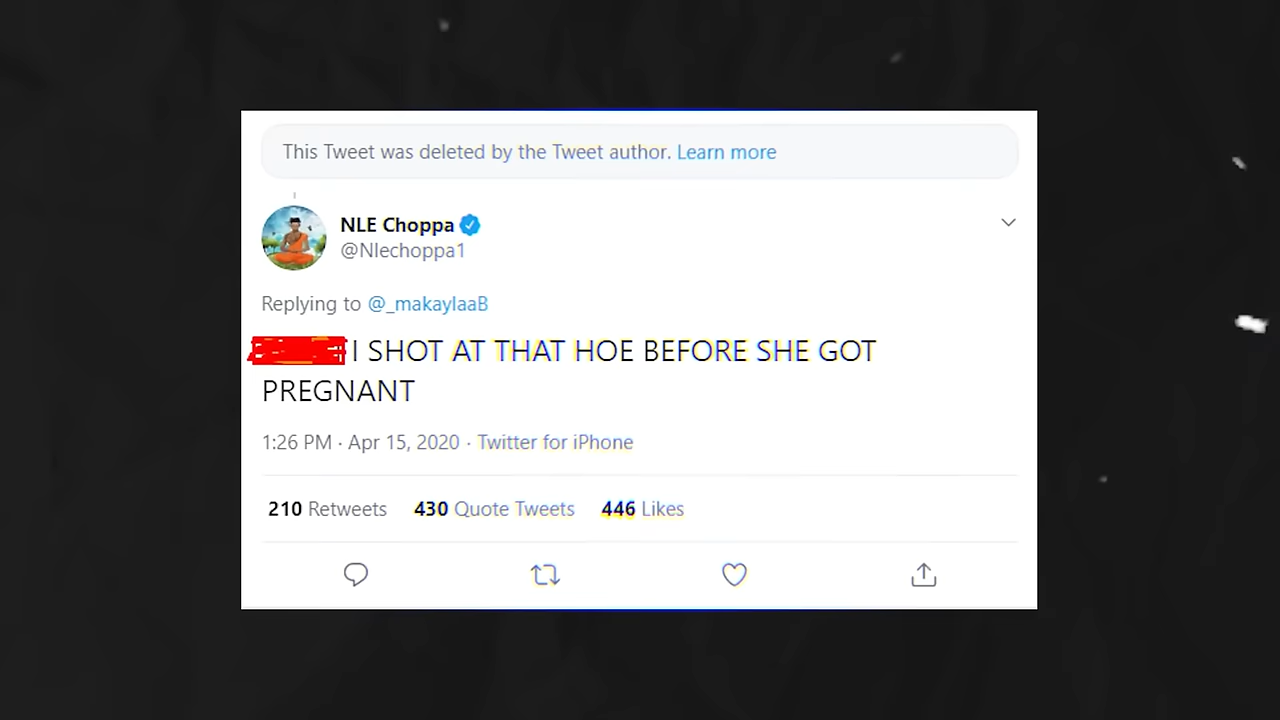 This Tweet was deleted by the Tweet author. Learn more
NLE Choppa
@Nlechoppa1
Replying to @_makaylaaB
I SHOT AT THAT HOE BEFORE SHE GOT
PREGNANT
1:26 PM · Apr 15, 2020 · Twitter for iPhone
210 Retweets 430 Quote Tweets 446 Likes